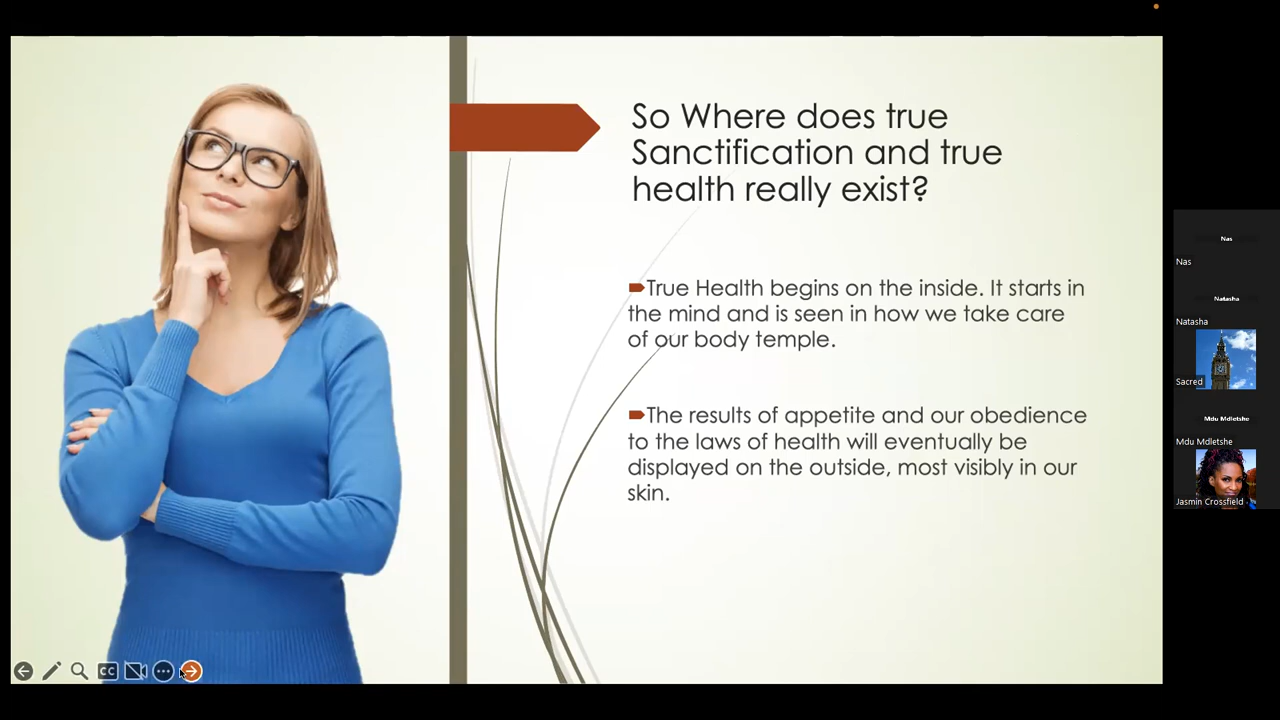 So Where does true
Sanctification and true
health really exist?
True Health begins on the inside. It starts in
the mind and is seen in how we take care
of our body temple.
The results of appetite and our obedience
to the laws of health will eventually be
displayed on the outside, most visibly in our
skin.
CC
Nas
Nas
Natasha
Natasha
Sacred
Mdu Mdletshe
Mdu Mdletshe
Jasmin Crossfield